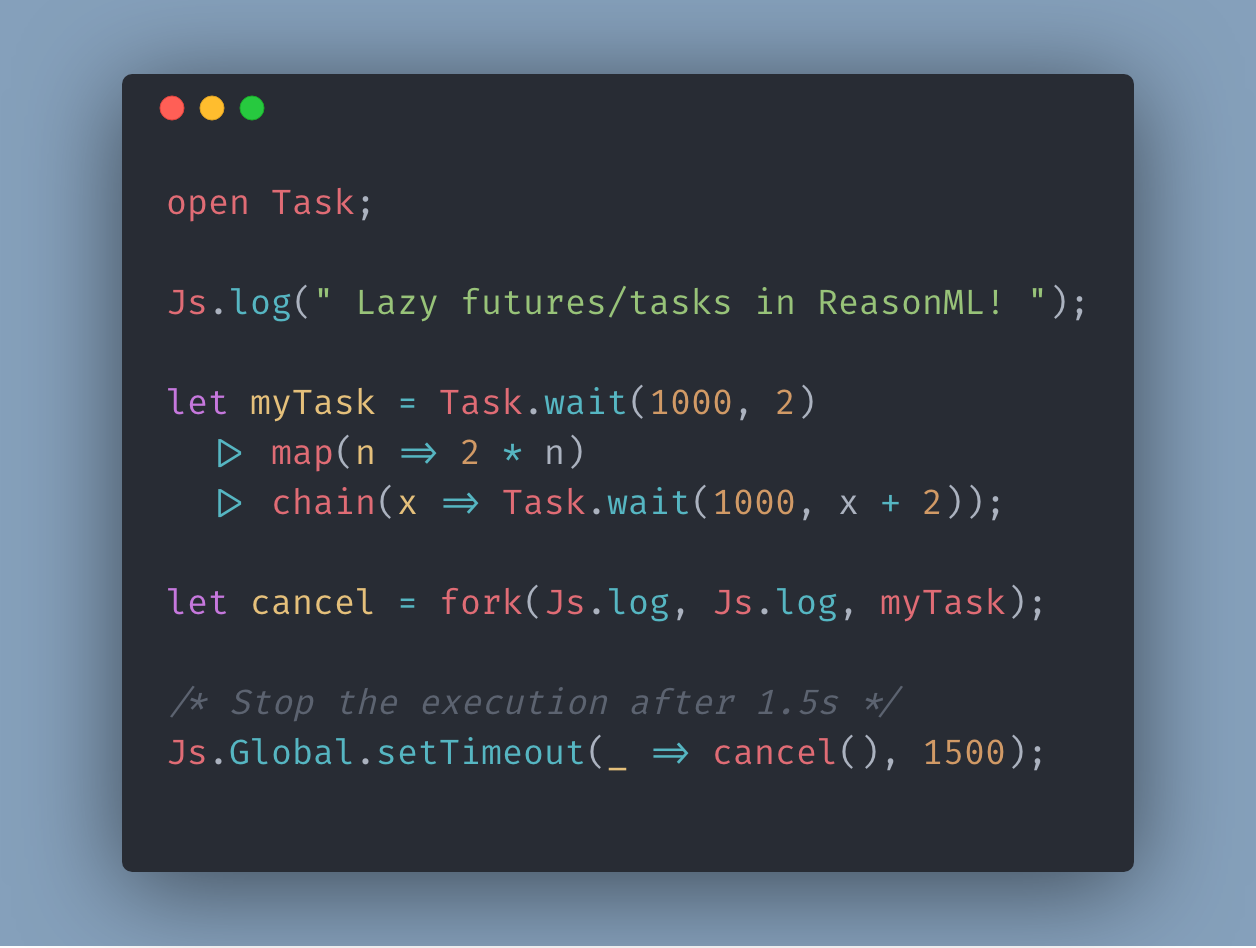 open Task;
Js.log(" Lazy futures/tasks in ReasonML! ");
let myTask = Task.wait(1000, 2)
  |> map(n => 2 * n)
  |> chain(x => Task.wait(1000, x + 2));
let cancel = fork(Js.log, Js.log, myTask);
/* Stop the execution after 1.5s */
Js.Global.setTimeout(_ => cancel(), 1500);